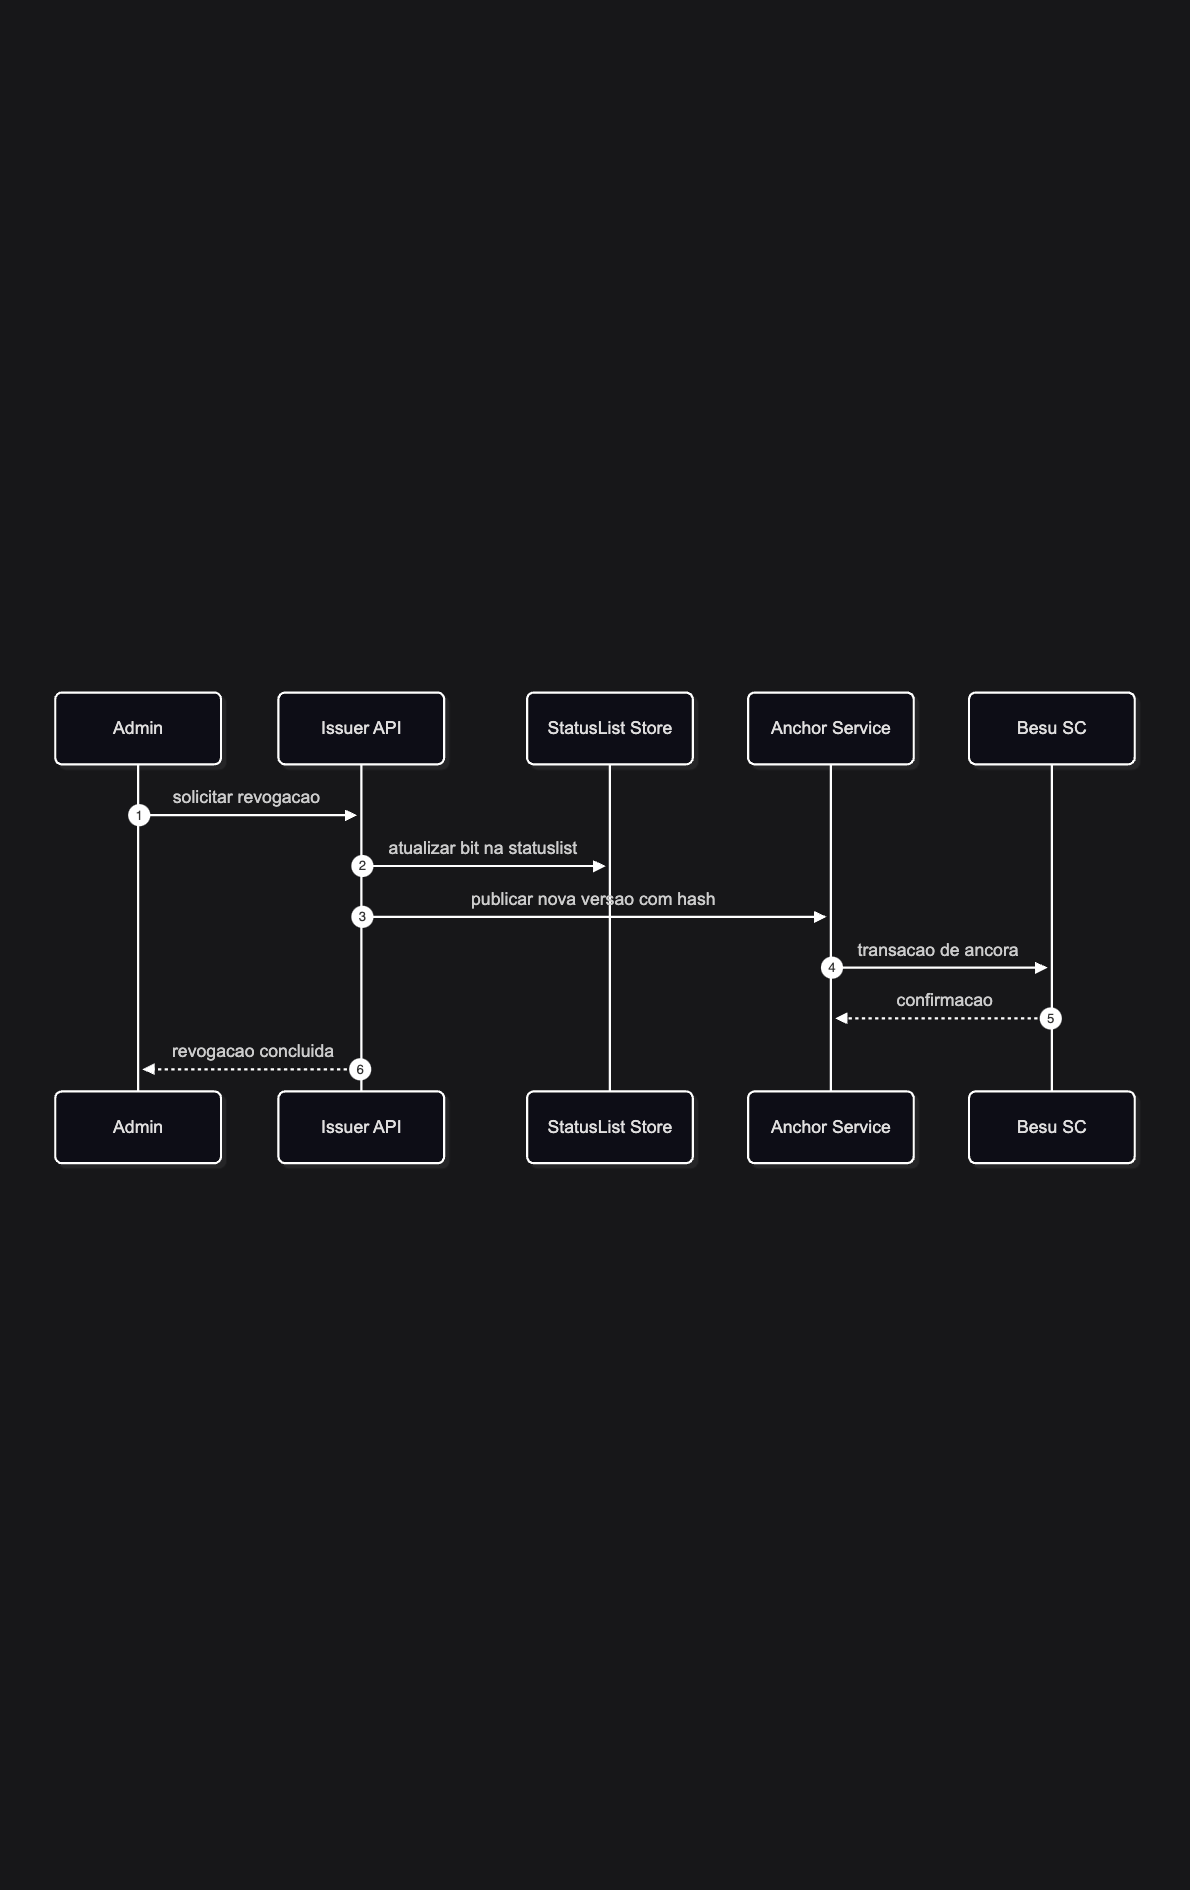 Admin
Issuer API
StatusList Store
Anchor Service
Besu SC
solicitar revogacao
1
atualizar bit na statuslist
2
publicar nova versao com hash
3
transacao de ancora
4
confirmacao
5
revogacao concluida
6
Admin
Issuer API
StatusList Store
Anchor Service
Besu SC